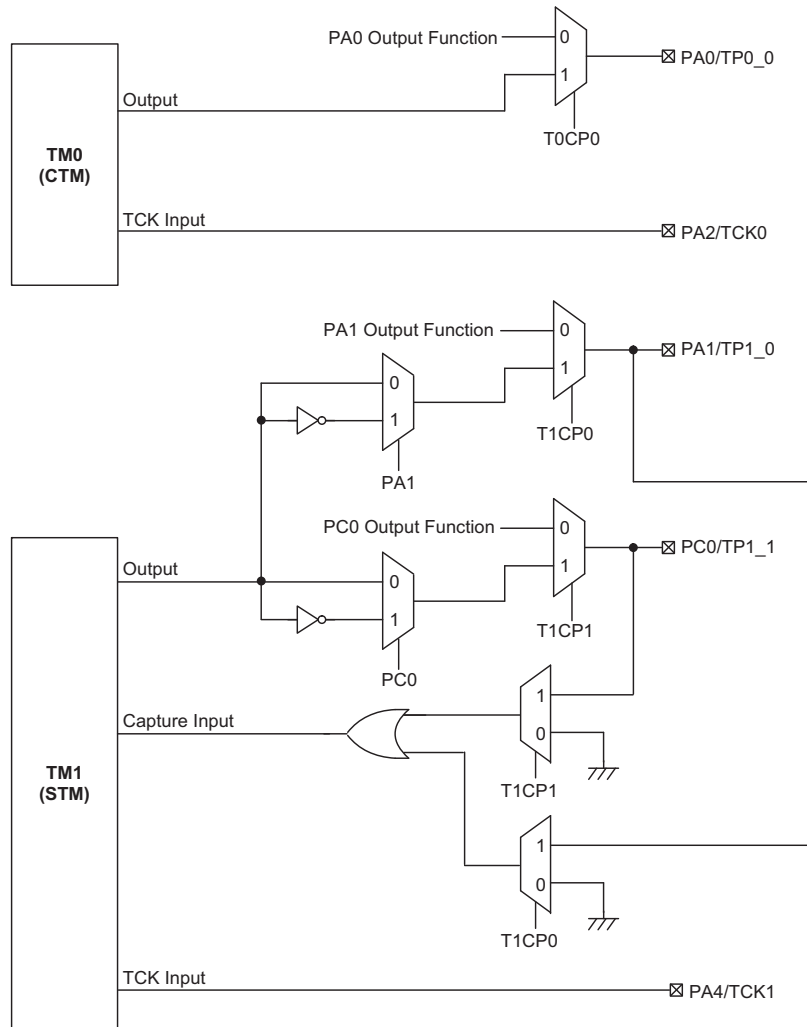 PA0 Output Function
0
1
PA0/TP0_0
Output
T0CP0
TM0
(CTM)
TCK Input
PA2/TCK0
PA1 Output Function
0
1
PA1/TP1_0
0
1
T1CP0
PA1
PC0 Output Function
0
1
PC0/TP1_1
Output
0
1
T1CP1
PC0
Capture Input
1
0
T1CP1
TM1
(STM)
1
0
T1CP0
TCK Input
PA4/TCK1